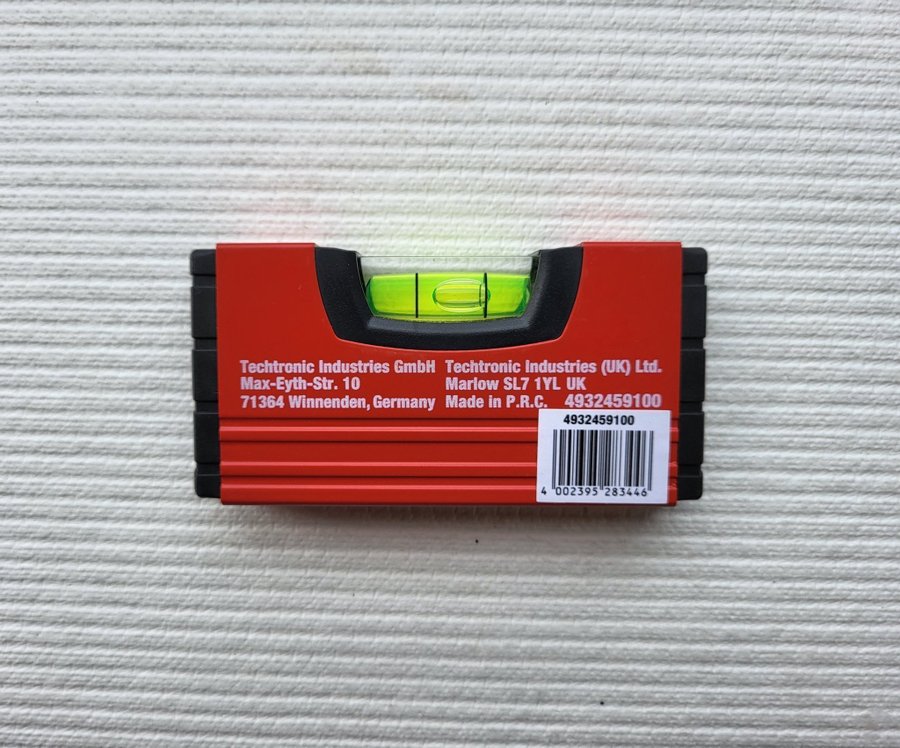 Techtronic Industries GmbH
Max-Eyth-Str. 10
71364 Winnenden, Germany
Techtronic Industries (UK) Ltd.
Marlow SL7 1YL UK
Made in P.R.C. 4932459100
4932459100
4 002395 283446